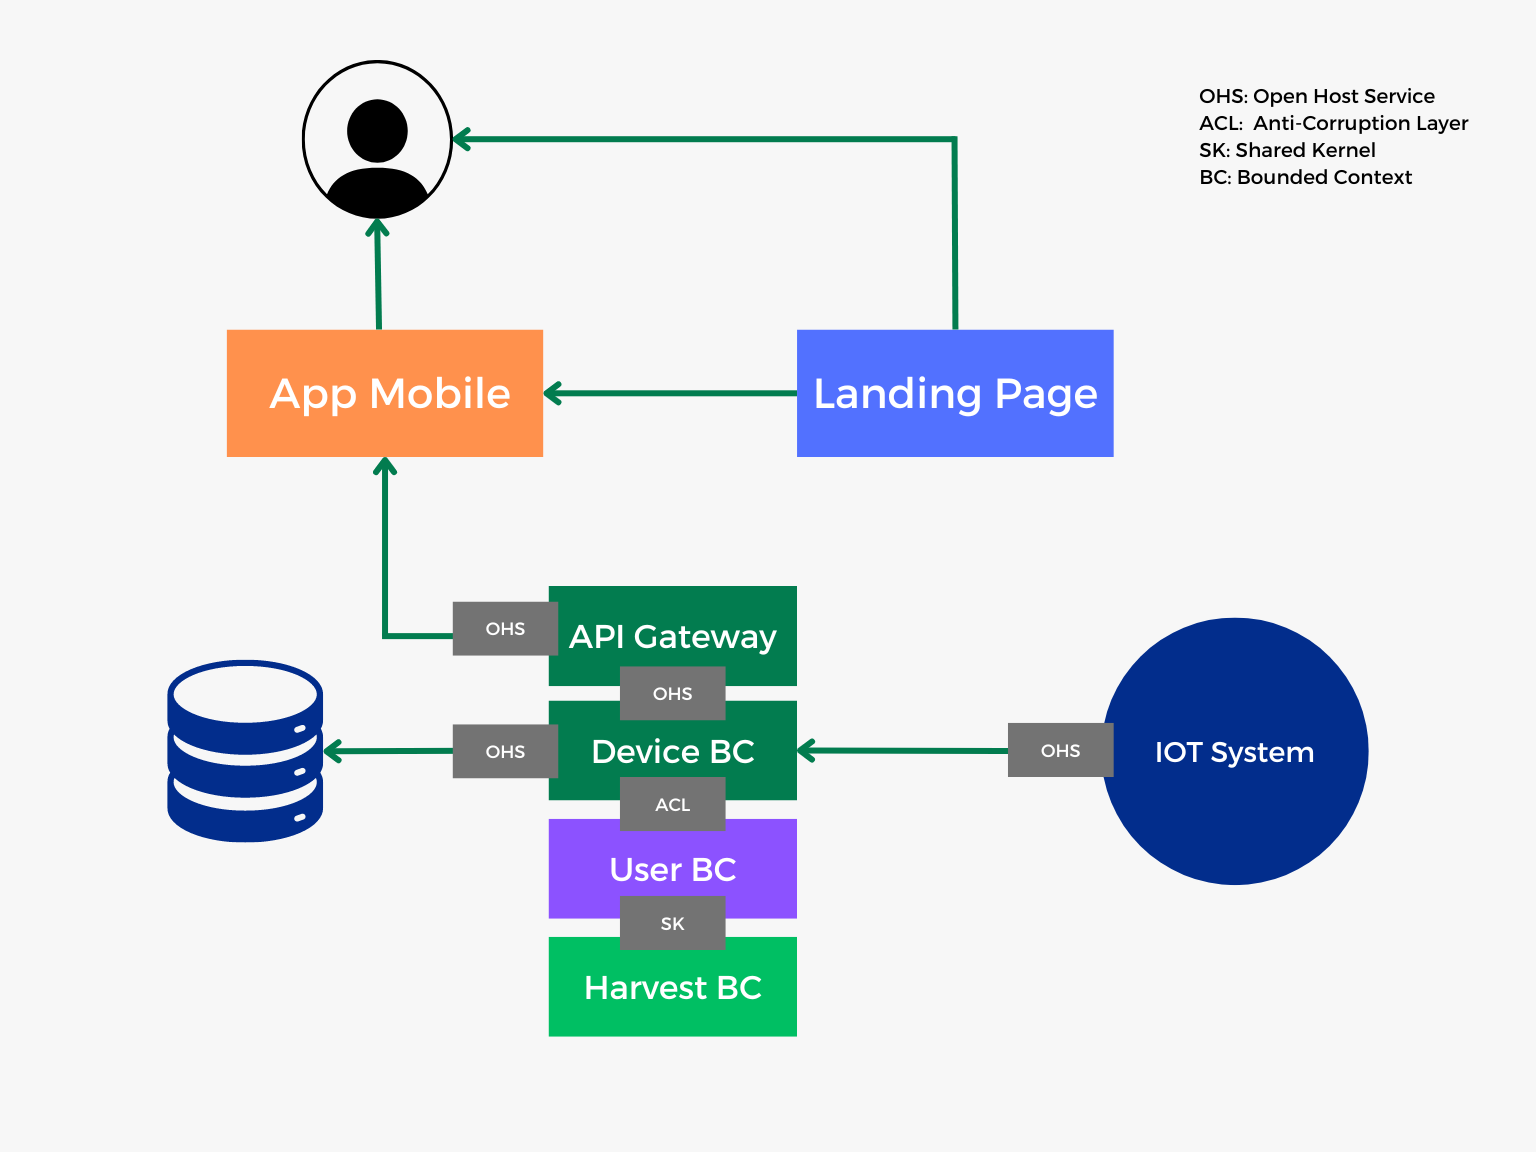 OHS: Open Host Service
ACL: Anti-Corruption Layer
SK: Shared Kernel
BC: Bounded Context
App Mobile
Landing Page
OHS
API Gateway
OHS
OHS
Device BC
OHS
IOT System
ACL
User BC
SK
Harvest BC